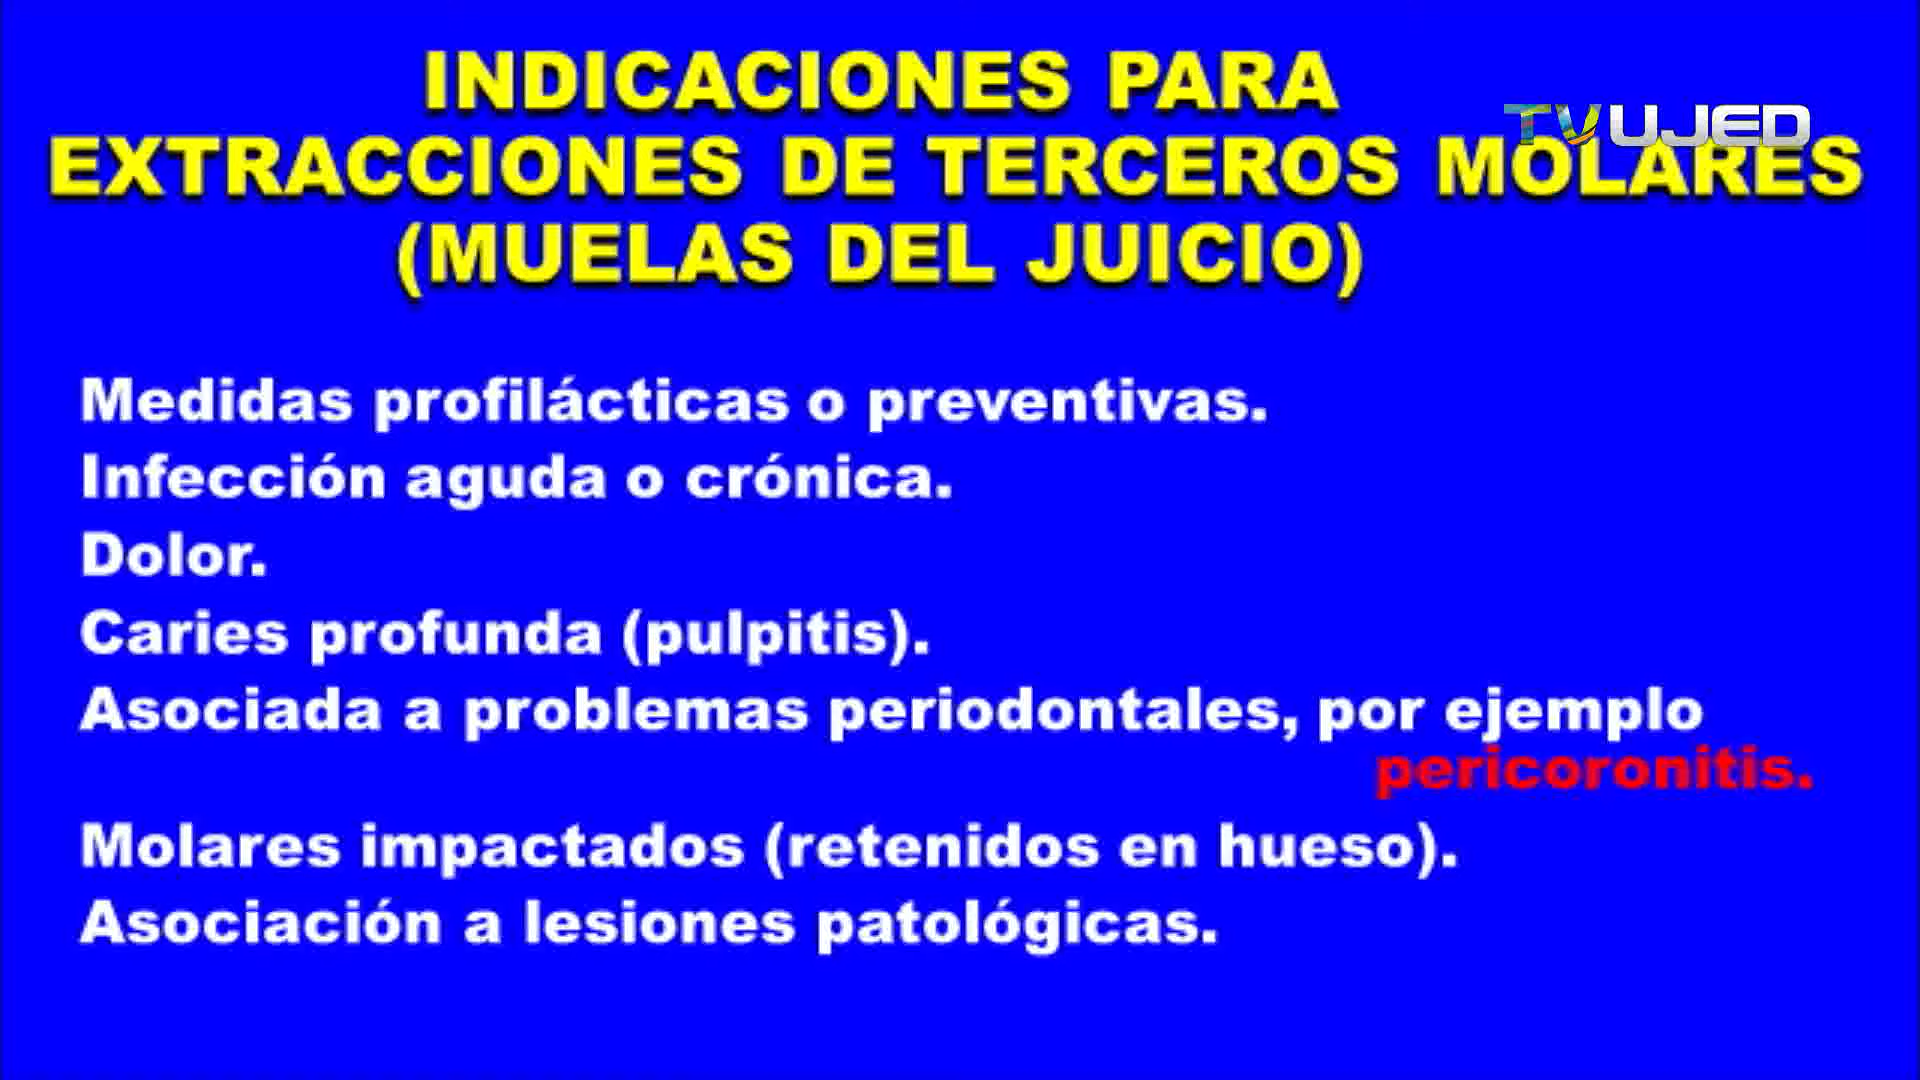 INDICACIONES PARA
TVUJED
EXTRACCIONES DE TERCEROS MOLARES
(MUELAS DEL JUICIO)
Medidas profilácticas o preventivas.
Infección aguda o crónica.
Dolor.
Caries profunda (pulpitis).
Asociada a problemas periodontales, por ejemplo
pericoronitis.
Molares impactados (retenidos en hueso).
Asociación a lesiones patológicas.